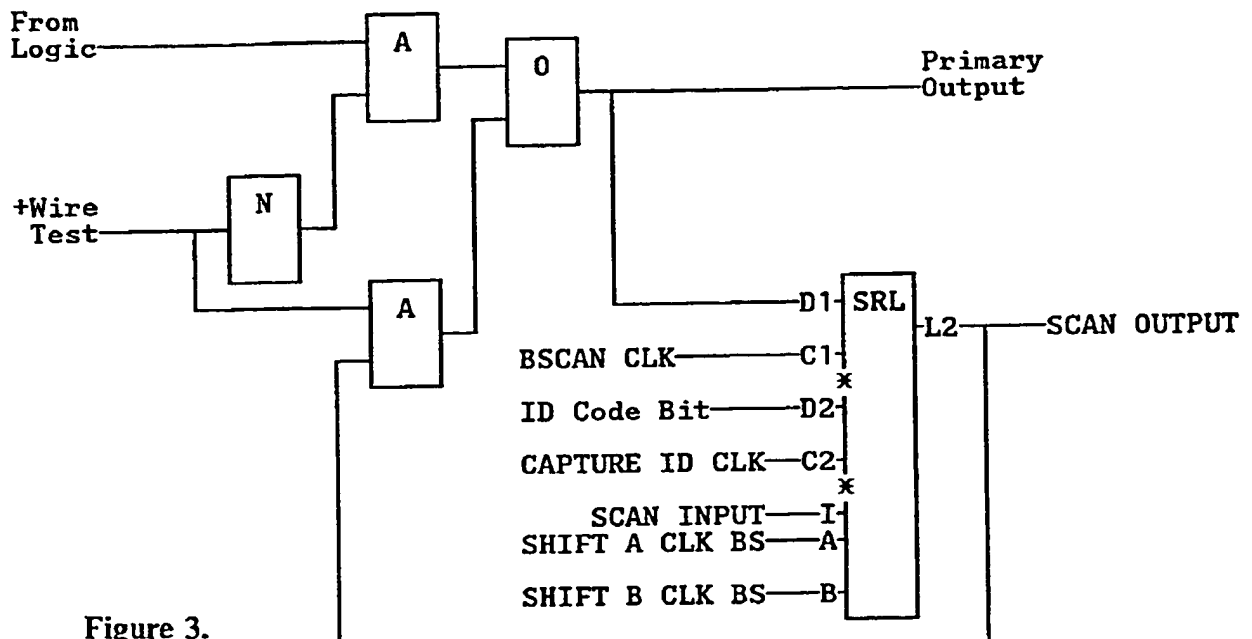 From
Logic
A
O
Primary
Output
+Wire
Test
N
A
D1
SRL
L2
SCAN OUTPUT
BSCAN CLK
C1
*
ID Code Bit
D2
CAPTURE ID CLK
C2
*
SCAN INPUT
I
SHIFT A CLK BS
A
SHIFT B CLK BS
B
Figure 3.